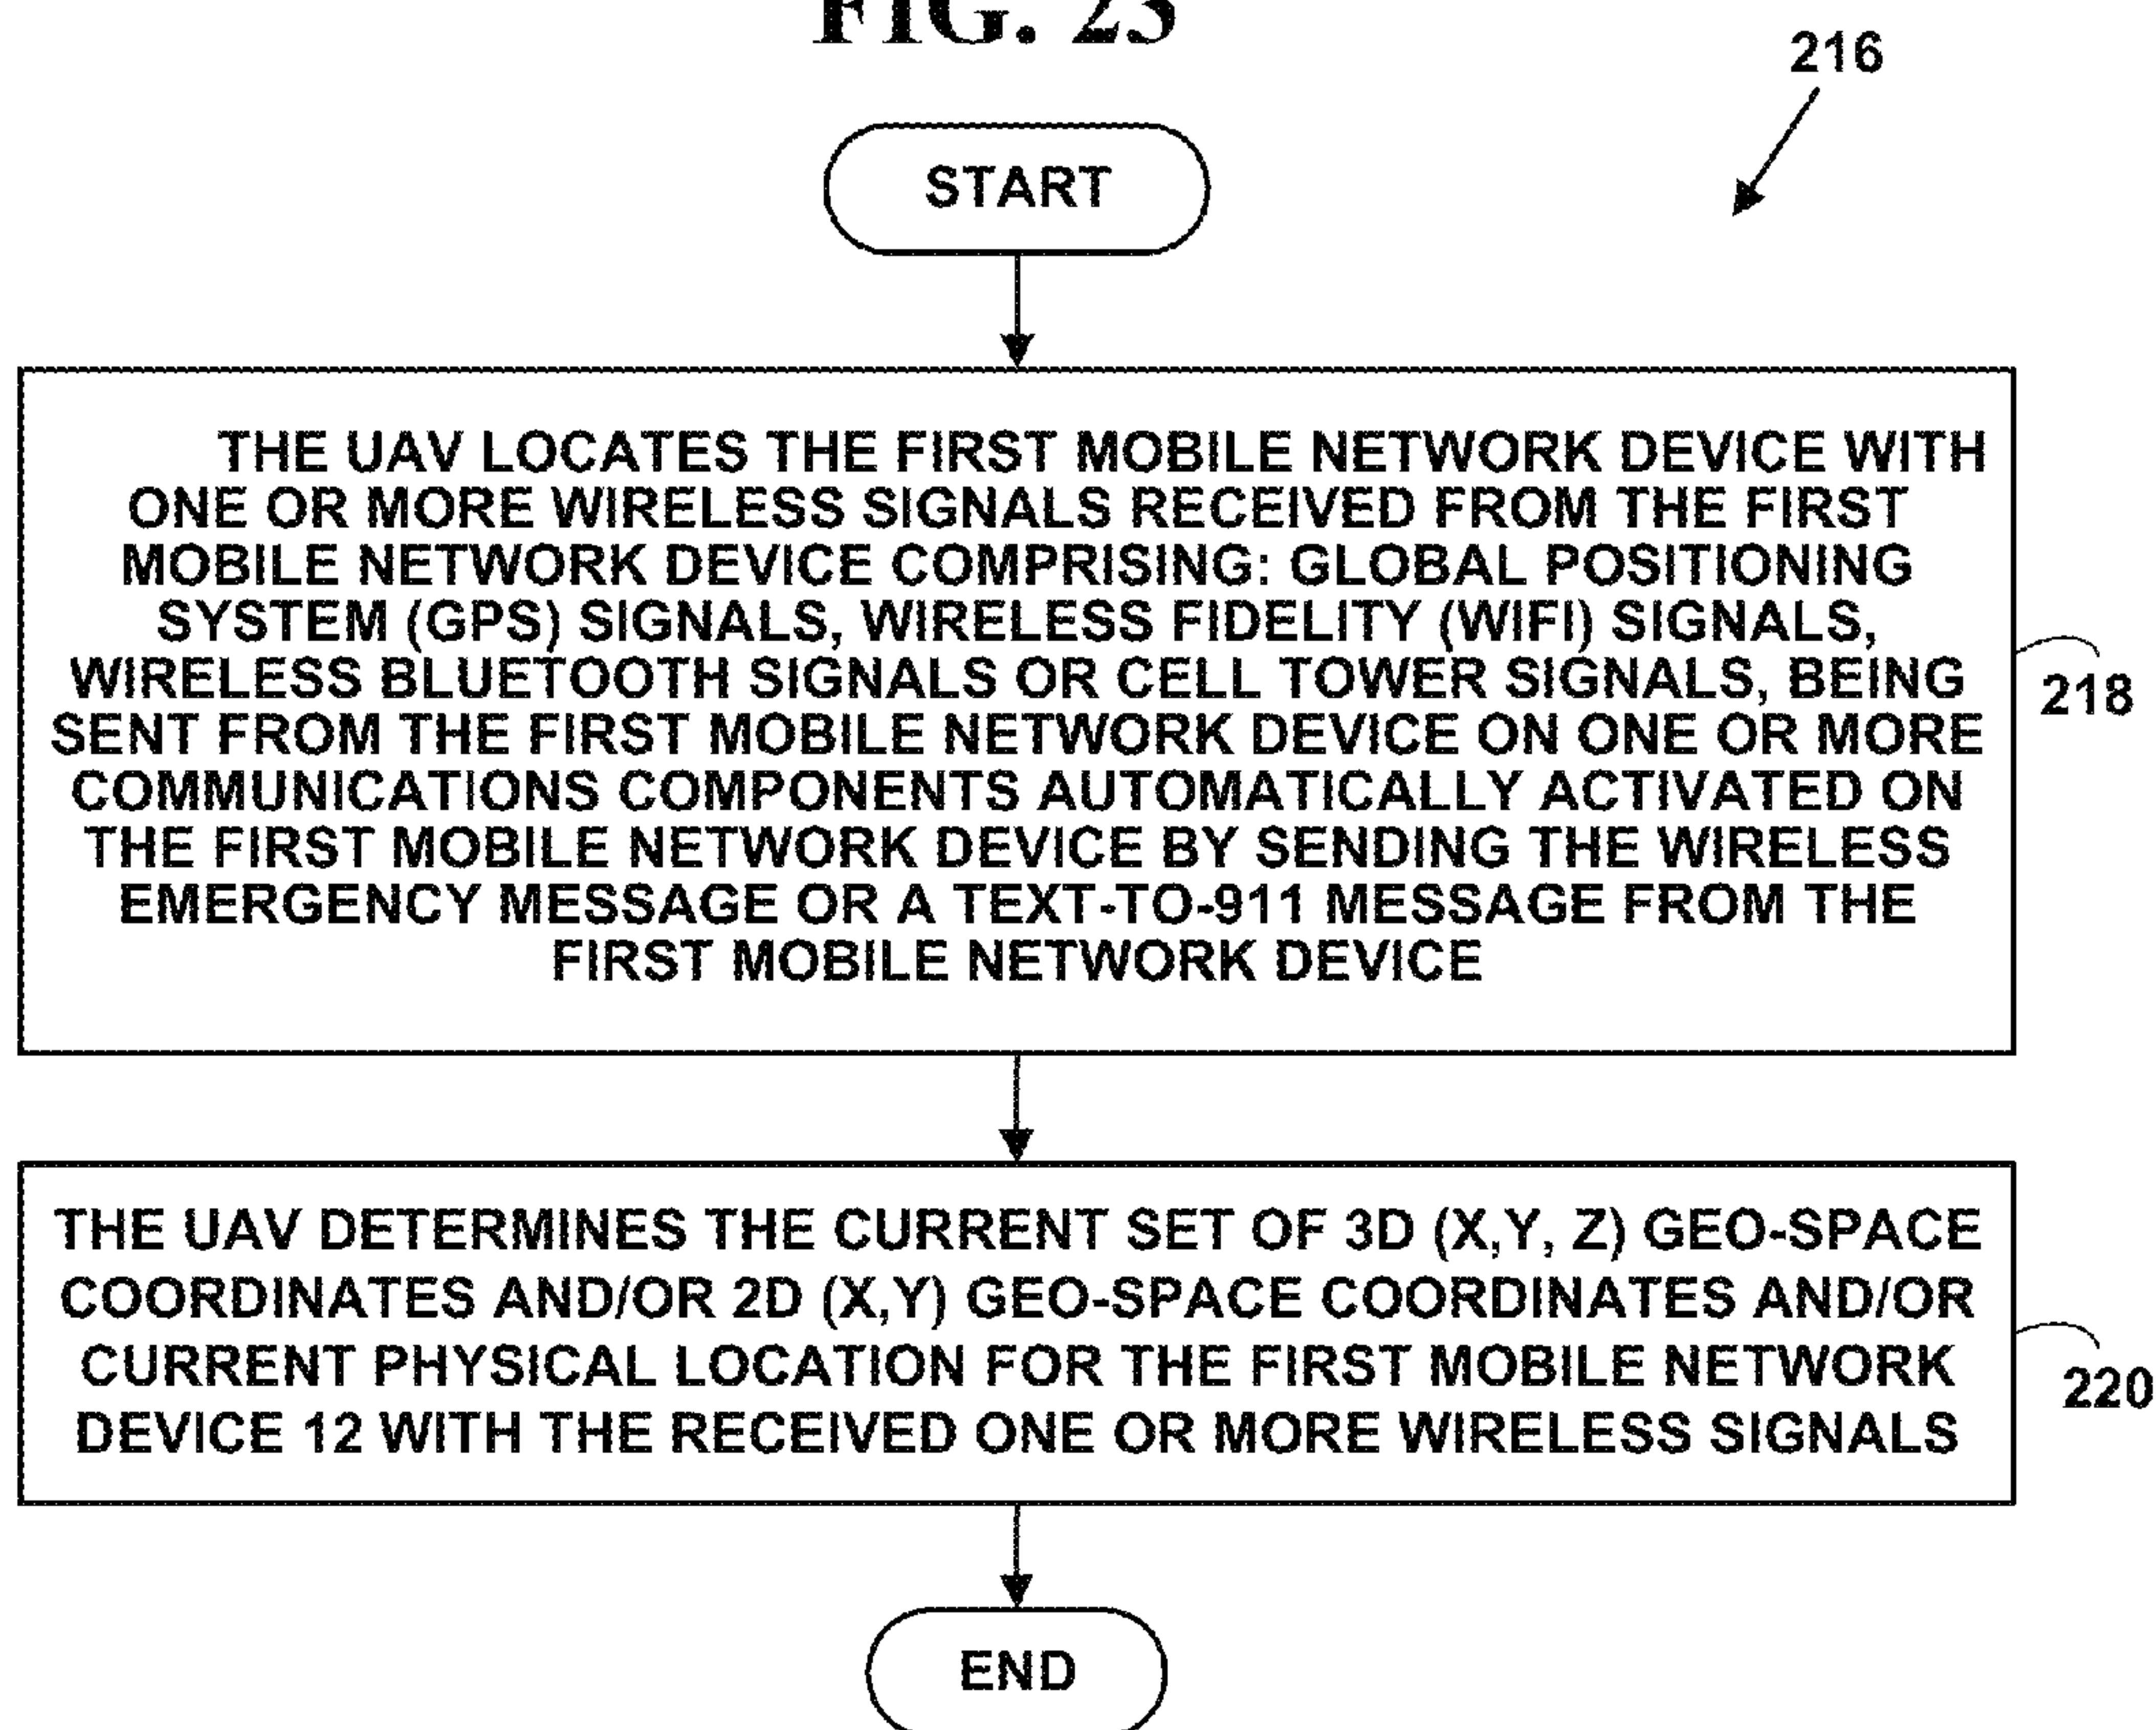 FIG. 23
216
START
THE UAV LOCATES THE FIRST MOBILE NETWORK DEVICE WITH
ONE OR MORE WIRELESS SIGNALS RECEIVED FROM THE FIRST
MOBILE NETWORK DEVICE COMPRISING: GLOBAL POSITIONING
SYSTEM (GPS) SIGNALS, WIRELESS FIDELITY (WIFI) SIGNALS,
WIRELESS BLUETOOTH SIGNALS OR CELL TOWER SIGNALS, BEING
SENT FROM THE FIRST MOBILE NETWORK DEVICE ON ONE OR MORE
COMMUNICATIONS COMPONENTS AUTOMATICALLY ACTIVATED ON
THE FIRST MOBILE NETWORK DEVICE BY SENDING THE WIRELESS
EMERGENCY MESSAGE OR A TEXT-TO-911 MESSAGE FROM THE
FIRST MOBILE NETWORK DEVICE
218
THE UAV DETERMINES THE CURRENT SET OF 3D (X,Y, Z) GEO-SPACE
COORDINATES AND/OR 2D (X,Y) GEO-SPACE COORDINATES AND/OR
CURRENT PHYSICAL LOCATION FOR THE FIRST MOBILE NETWORK
DEVICE 12 WITH THE RECEIVED ONE OR MORE WIRELESS SIGNALS
220
END